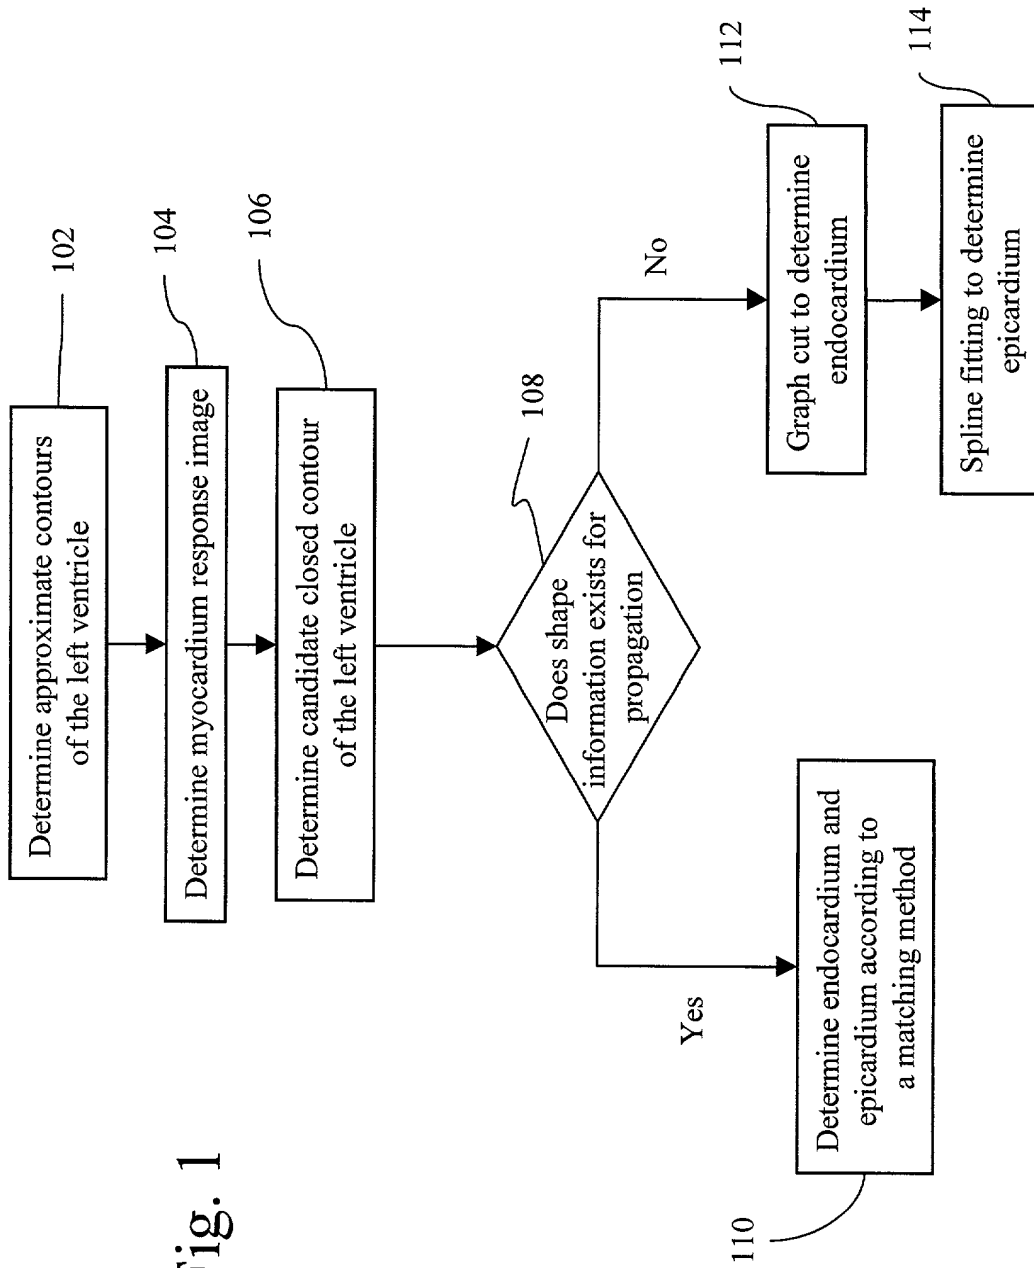 102
Determine approximate contours
of the left ventricle
104
Determine myocardium response image
106
Determine candidate closed contour
of the left ventricle
108
Does shape
information exists for
propagation
Yes
No
110
Determine endocardium and
epicardium according to
a matching method
112
Graph cut to determine
endocardium
114
Spline fitting to determine
epicardium
Fig. 1